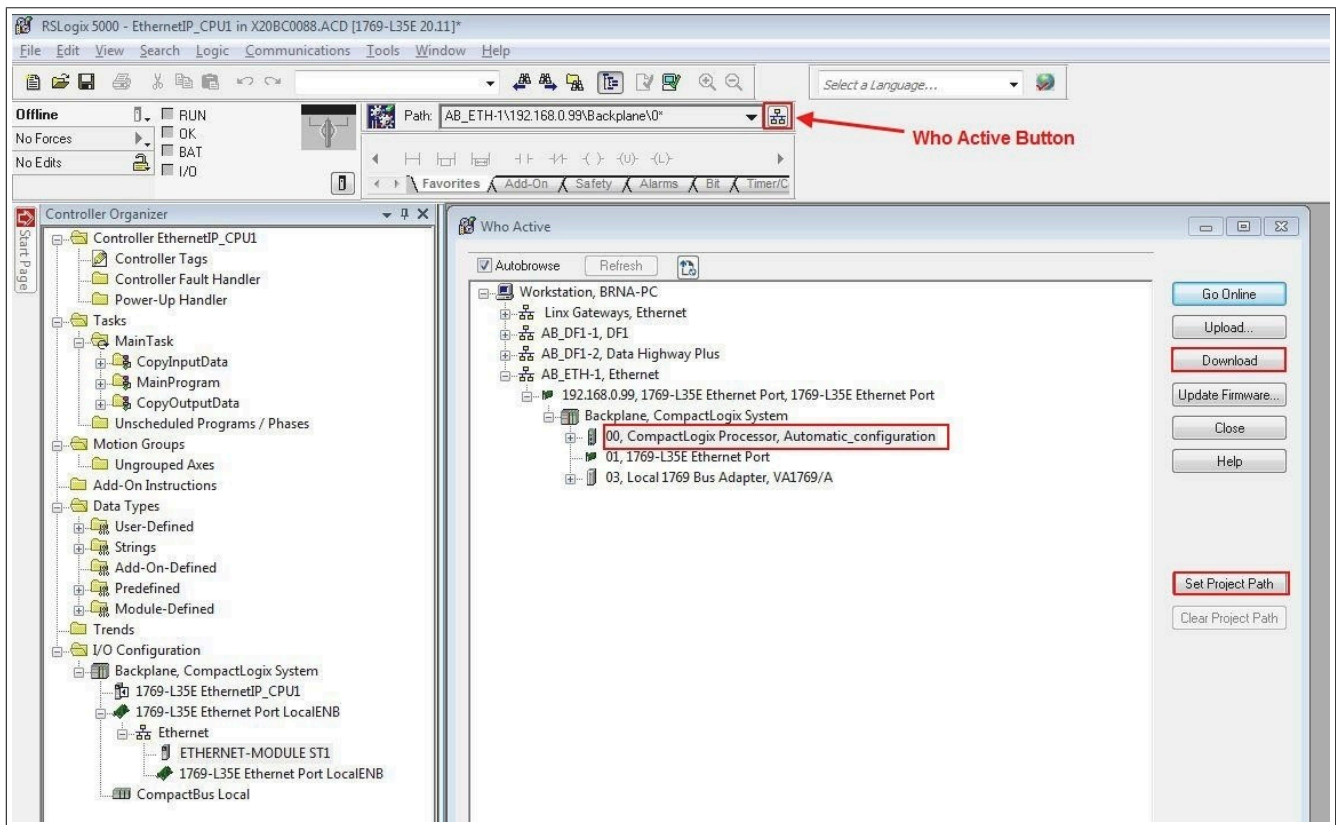 RSLogix 5000 - EthernetIP_CPU1 in X20BC0088.ACD [1769-L35E 20.11]*
File Edit View Search Logic Communications Tools Window Help
Select a Language...
Offline RUN
No Forces OK
No Edits BAT
I/O
Path: AB_ETH-1\192.168.0.99\Backplane\0*
Who Active Button
Favorites Add-On Safety Alarms Bit Timer/C
Start Page
Controller Organizer
Controller EthernetIP_CPU1
Controller Tags
Controller Fault Handler
Power-Up Handler
Tasks
MainTask
CopyInputData
MainProgram
CopyOutputData
Unscheduled Programs / Phases
Motion Groups
Ungrouped Axes
Add-On Instructions
Data Types
User-Defined
Strings
Add-On-Defined
Predefined
Module-Defined
Trends
I/O Configuration
Backplane, CompactLogix System
1769-L35E EthernetIP_CPU1
1769-L35E Ethernet Port LocalENB
Ethernet
ETHERNET-MODULE ST1
1769-L35E Ethernet Port LocalENB
CompactBus Local
Who Active
Autobrowse Refresh
Workstation, BRNA-PC
Linx Gateways, Ethernet
AB_DF1-1, DF1
AB_DF1-2, Data Highway Plus
AB_ETH-1, Ethernet
192.168.0.99, 1769-L35E Ethernet Port, 1769-L35E Ethernet Port
Backplane, CompactLogix System
00, CompactLogix Processor, Automatic_configuration
01, 1769-L35E Ethernet Port
03, Local 1769 Bus Adapter, VA1769/A
Go Online
Upload...
Download
Update Firmware...
Close
Help
Set Project Path
Clear Project Path